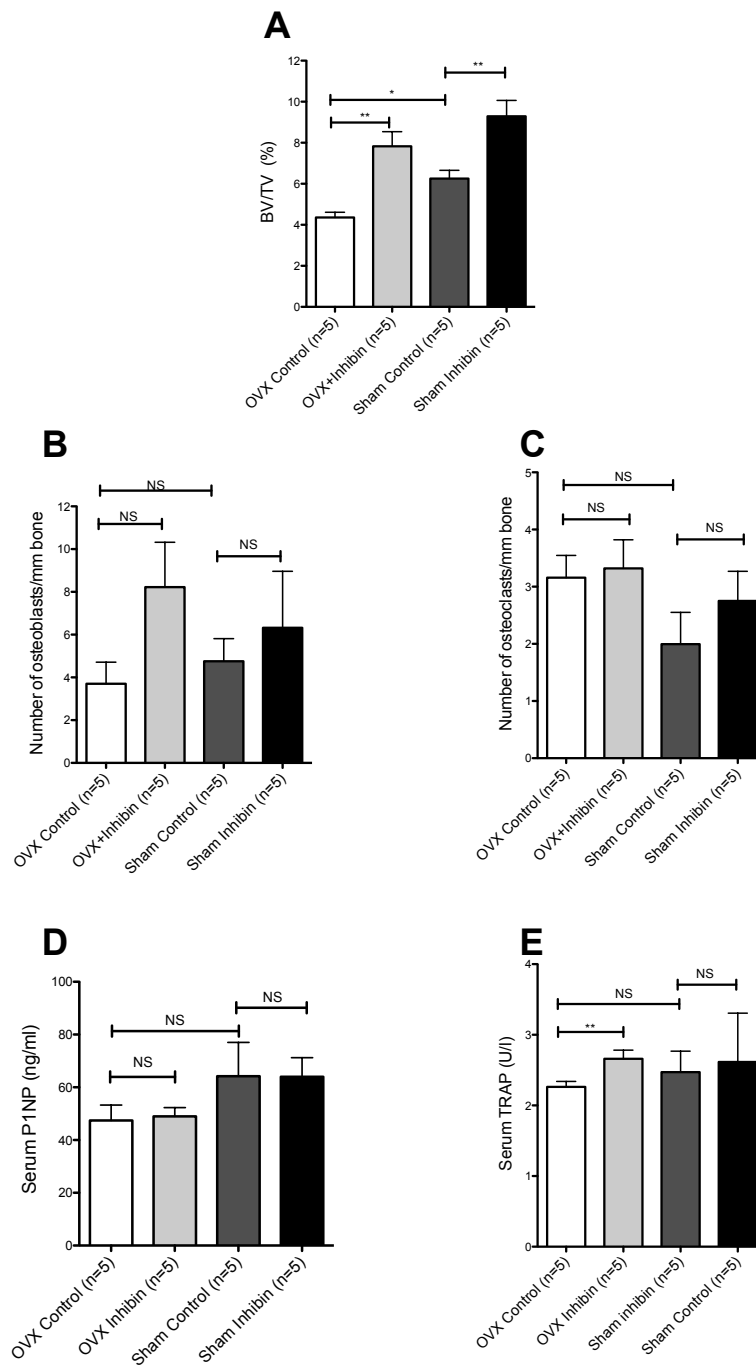 A
BV/TV (%)
12
10
8
6
4
2
0
*
**
**
OVX Control (n=5)
OVX+Inhibin (n=5)
Sham Control (n=5)
Sham Inhibin (n=5)
B
Number of osteoblasts/mm bone
12
10
8
6
4
2
0
NS
NS
NS
OVX Control (n=5)
OVX+Inhibin (n=5)
Sham Control (n=5)
Sham Inhibin (n=5)
C
Number of osteoclasts/mm bone
5
4
3
2
1
0
NS
NS
NS
OVX Control (n=5)
OVX+Inhibin (n=5)
Sham Control (n=5)
Sham Inhibin (n=5)
D
Serum P1NP (ng/ml)
100
80
60
40
20
0
NS
NS
NS
OVX Control (n=5)
OVX Inhibin (n=5)
Sham Control (n=5)
Sham Inhibin (n=5)
E
Serum TRAP (U/l)
4
3
2
1
0
NS
NS
**
OVX Control (n=5)
OVX Inhibin (n=5)
Sham inhibin (n=5)
Sham Control (n=5)